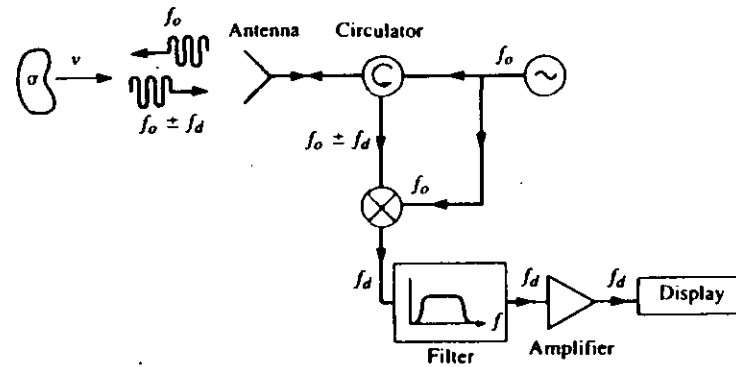 f_o
Antenna
Circulator
f_o
σ
v
f_o ± f_d
f_o ± f_d
f_o
f_d
f_d
f_d
Display
f
Filter
Amplifier